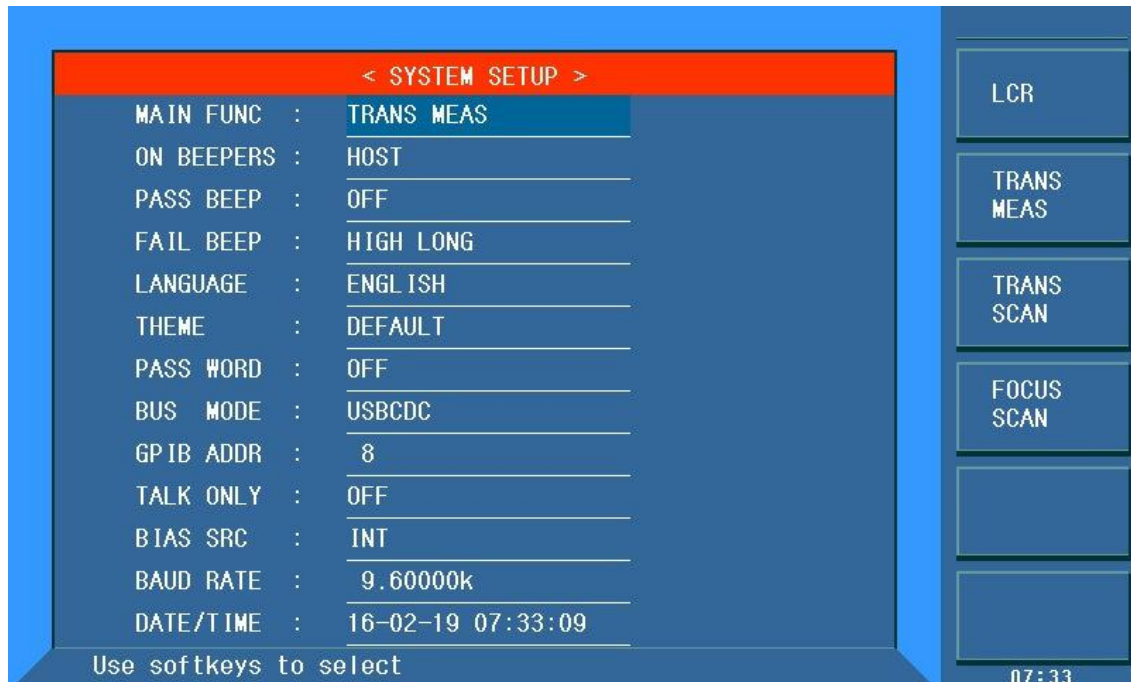 < SYSTEM SETUP >
MAIN FUNC : TRANS MEAS
ON BEEPERS : HOST
PASS BEEP : OFF
FAIL BEEP : HIGH LONG
LANGUAGE : ENGLISH
THEME : DEFAULT
PASS WORD : OFF
BUS MODE : USBCDC
GPIB ADDR : 8
TALK ONLY : OFF
BIAS SRC : INT
BAUD RATE : 9.60000k
DATE/TIME : 16-02-19 07:33:09
Use softkeys to select
LCR
TRANS
MEAS
TRANS
SCAN
FOCUS
SCAN
07:33